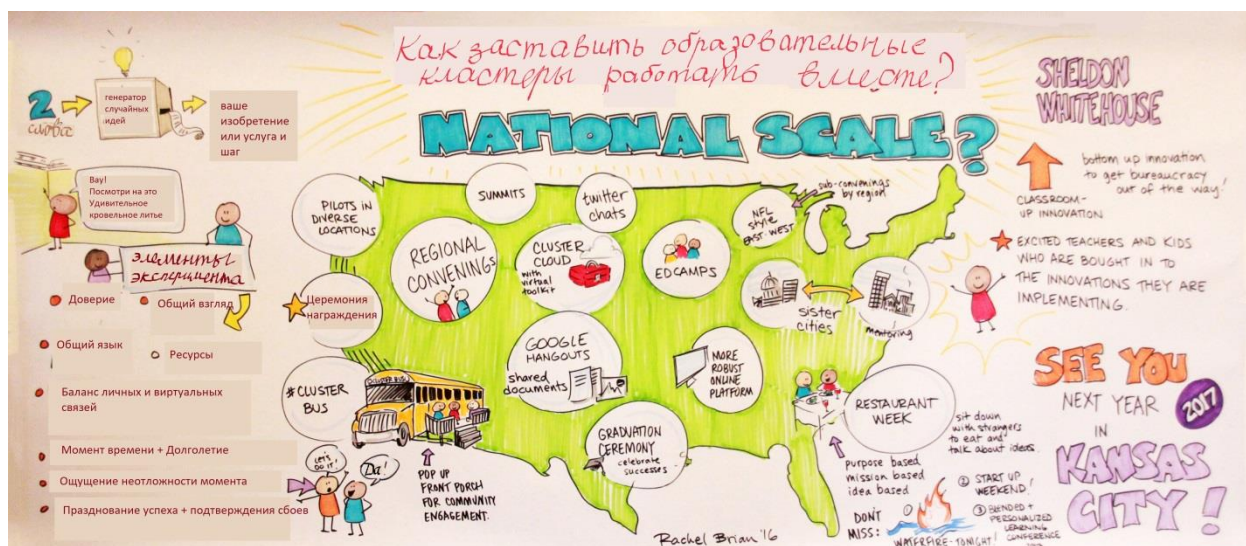 Как заставить образовательные
кластеры работать вместе?
NATIONAL SCALE?
2
слова
генератор
случайных
идей
ваше
изобретение
или услуга и
шаг
Вау!
Посмотри на это
Удивительное
кровельное литье
элементы
эксперимента
Доверие
Общий взгляд
Общий язык
Ресурсы
Баланс личных и виртуальных
связей
Момент времени + Долголетие
Ощущение неотложности момента
Празднование успеха + подтверждения сбоев
Церемония
награждения
PILOTS IN
DIVERSE
LOCATIONS
SUMMITS
twitter
chats
REGIONAL
CONVENINGS
CLUSTER
CLOUD
with
virtual
toolkit
EDCAMPS
NFL
style
EAST-WEST
sub-convenings
by region
sister
cities
mentoring
GOOGLE
HANGOUTS
shared
documents
MORE
ROBUST
ONLINE
PLATFORM
#CLUSTER
BUS
CLUSTER BUS
LET'S
DO IT!
Да!
POP UP
FRONT PORCH
FOR COMMUNITY
ENGAGEMENT.
GRADUATION
CEREMONY
celebrate
successes
RESTAURANT
WEEK
sit down
with strangers
to eat and
talk about ideas.
purpose based
mission based
idea based
DON'T
MISS:
①
WATERFIRE-TONIGHT!
② START UP
WEEKEND!
③ BLENDED +
PERSONALIZED
LEARNING
CONFERENCE
Rachel Brian '16
SHELDON
WHITEHOUSE
bottom up innovation
to get bureaucracy
out of the way!
CLASSROOM-
UP INNOVATION
EXCITED TEACHERS AND KIDS
WHO ARE BOUGHT IN TO
THE INNOVATIONS THEY ARE
IMPLEMENTING.
SEE YOU
NEXT YEAR
2017
IN
KANSAS
CITY!